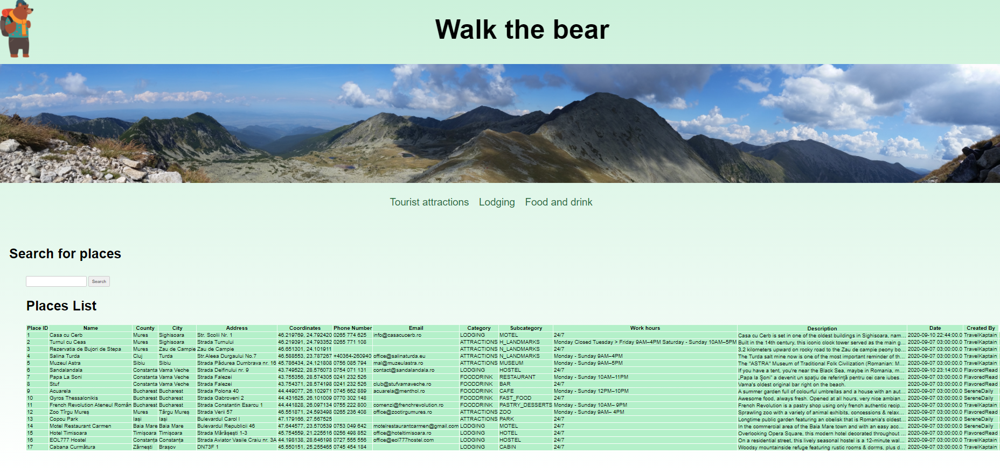 Walk the bear
Tourist attractions Lodging Food and drink
Search for places
Search
Places List
Place ID Name County City Address Coordinates Phone Number Email Category Subcategory Work hours Description Date Created By
1 Casa cu Cerb Mures Sighisoara Str. Scolii Nr. 1 46.219769, 24.792420 0265 774 625 info@casacucerb.ro LODGING MOTEL 24/7 Casa cu Cerb is set in one of the oldest buildings in Sighisoara, nam... 2020-09-10 22:44:00.0 TravelKaptain
2 Turnul cu Ceas Mures Sighisoara Strada Turnului 46.219391, 24.793352 0265 771 108 ATTRACTIONS H_LANDMARKS Monday Closed Tuesday > Friday 9AM–4PM Saturday - Sunday 10AM–5PM Built in the 14th century, this iconic clock tower served as the main g... 2020-09-07 03:00:00.0 TravelKaptain
3 Rezervatia de Bujori de Stepa Mures Zau de Campie Zau de Campie 46.651301, 24.101911 ATTRACTIONS N_LANDMARKS 24/7 3,2 kilometers upward on rocky road to the Zau de campie peony bo... 2020-09-07 03:00:00.0 TravelKaptain
4 Salina Turda Cluj Turda Str.Aleea Durgaului No.7 46.588553, 23.787267 +40364-260940 office@salinaturda.eu ATTRACTIONS N_LANDMARKS Monday - Sunday 9AM–4PM The Turda salt mine now is one of the most important reminder of th... 2020-09-07 03:00:00.0 TravelKaptain
5 Muzeul Astra Sibiu Sibiu Strada Pădurea Dumbrava nr. 16 45.786434, 24.121808 0756 085 794 mal@muzeulastra.ro ATTRACTIONS MUSEUM Monday - Sunday 9AM–5PM The "ASTRA" Museum of Traditional Folk Civilization (Romanian: M... 2020-09-07 03:00:00.0 TravelKaptain
6 Sandalandala Constanta Vama Veche Strada Delfinului nr. 9 43.749522, 28.576073 0754 071 131 contact@sandalandala.ro LODGING HOSTEL 24/7 If you have a tent, you're near the Black Sea, maybe in Romania, m... 2020-09-10 23:14:00.0 FlavoredRead
7 Papa La Soni Constanta Vama Veche Strada Falezei 43.755356, 28.574305 0241 232 526 FOODDRINK RESTAURANT Monday - Sunday 10AM–11PM „Papa la Şoni" a devenit un spaţiu de referinţă pentru cei care iubes... 2020-09-07 03:00:00.0 FlavoredRead
8 Stuf Constanta Vama Veche Strada Falezei 43.754371, 28.574198 0241 232 526 club@stufvamaveche.ro FOODDRINK BAR 24/7 Vama's oldest original bar right on the beach. 2020-09-07 03:00:00.0 FlavoredRead
9 Acuarela Bucharest Bucharest Strada Polona 40 44.449077, 26.102971 0745 662 889 acuarela@menthol.ro FOODDRINK CAFE Monday - Sunday 12PM–10PM A summer garden full of colourful umbrellas and a house with an aut... 2020-09-07 03:00:00.0 SereneDaily
10 Gyros Thessalonikis Bucharest Bucharest Strada Gabroveni 2 44.431625, 26.101009 0770 302 148 FOODDRINK FAST_FOOD 24/7 Awesome food, always fresh. Opened at all hours, very nice ambian... 2020-09-07 03:00:00.0 SereneDaily
11 French Revolution Ateneul Român Bucharest Bucharest Strada Constantin Esarcu 1 44.441828, 26.097134 0755 222 800 comenzi@frenchrevolution.ro FOODDRINK PASTRY_DESSERTS Monday - Sunday 10AM– 9PM French Revolution is a pastry shop using only french authentic recip... 2020-09-07 03:00:00.0 TravelKaptain
12 Zoo Tîrgu Mureș Mures Târgu Mureș Strada Verii 57 46.551871, 24.593498 0265 236 408 office@zootirgumures.ro ATTRACTIONS ZOO Monday - Sunday 9AM– 4PM Sprawling zoo with a variety of animal exhibits, concessions & relax... 2020-09-07 03:00:00.0 FlavoredRead
13 Copou Park Iași Iași Bulevardul Carol I 47.179166, 27.567525 ATTRACTIONS PARK 24/7 Longtime public garden featuring an obelisk that is Romania's oldest... 2020-09-07 03:00:00.0 SereneDaily
14 Motel Restaurant Carmen Baia Mare Baia Mare Bulevardul Republicii 46 47.644577, 23.570539 0753 049 642 motelrestaurantcarmen@gmail.com LODGING MOTEL 24/7 In the commercial area of the Baia Mare town and with an easy acc... 2020-09-07 03:00:00.0 SereneDaily
15 Hotel Timisoara Timișoara Timișoara Strada Mărășești 1-3 45.754559, 21.225516 0256 498 852 office@hoteltimisoara.ro LODGING HOTEL 24/7 Overlooking Opera Square, this modern hotel decorated throughout ... 2020-09-07 03:00:00.0 FlavoredRead
16 EOL777 Hostel Constanța Constanța Strada Aviator Vasile Craiu nr. 3A 44.198138, 28.646198 0727 555 556 office@eol777hostel.com LODGING HOSTEL 24/7 On a residential street, this lively seasonal hostel is a 12-minute wal... 2020-09-07 03:00:00.0 TravelKaptain
17 Cabana Curmătura Zărnești Brașov DN73F 1 45.550151, 25.255465 0745 454 184 LODGING CABIN 24/7 Woodsy mountainside refuge featuring rustic rooms & dorms, plus d... 2020-09-07 03:00:00.0 TravelKaptain